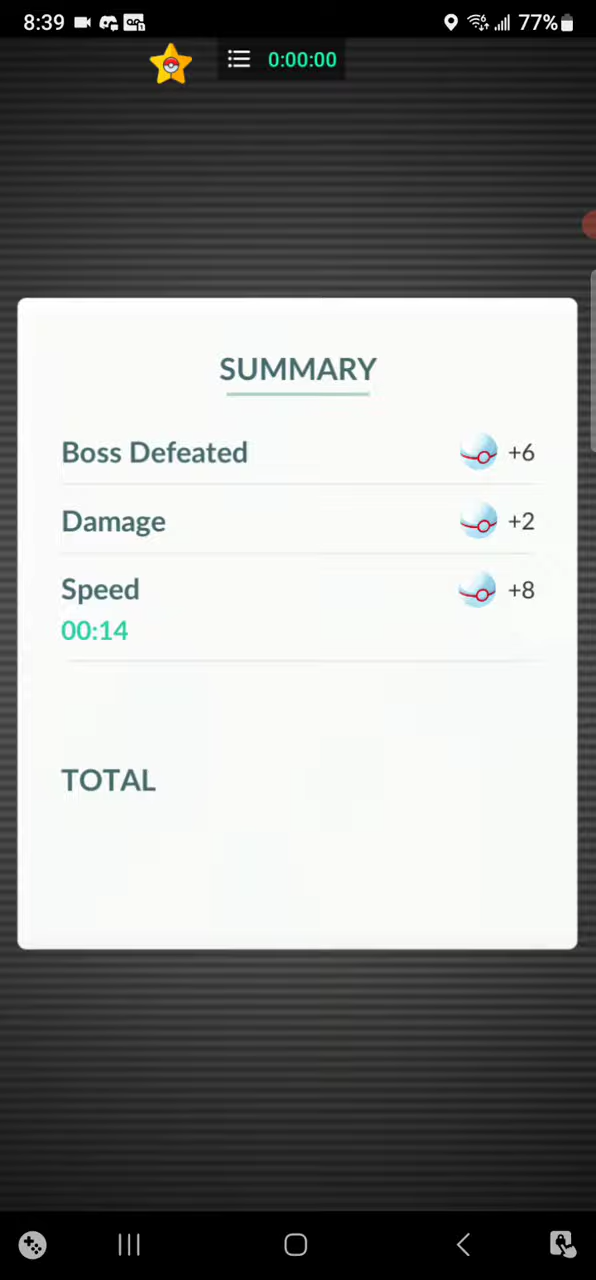 8:39 77%
0:00:00
SUMMARY
Boss Defeated +6
Damage +2
Speed +8
00:14
TOTAL